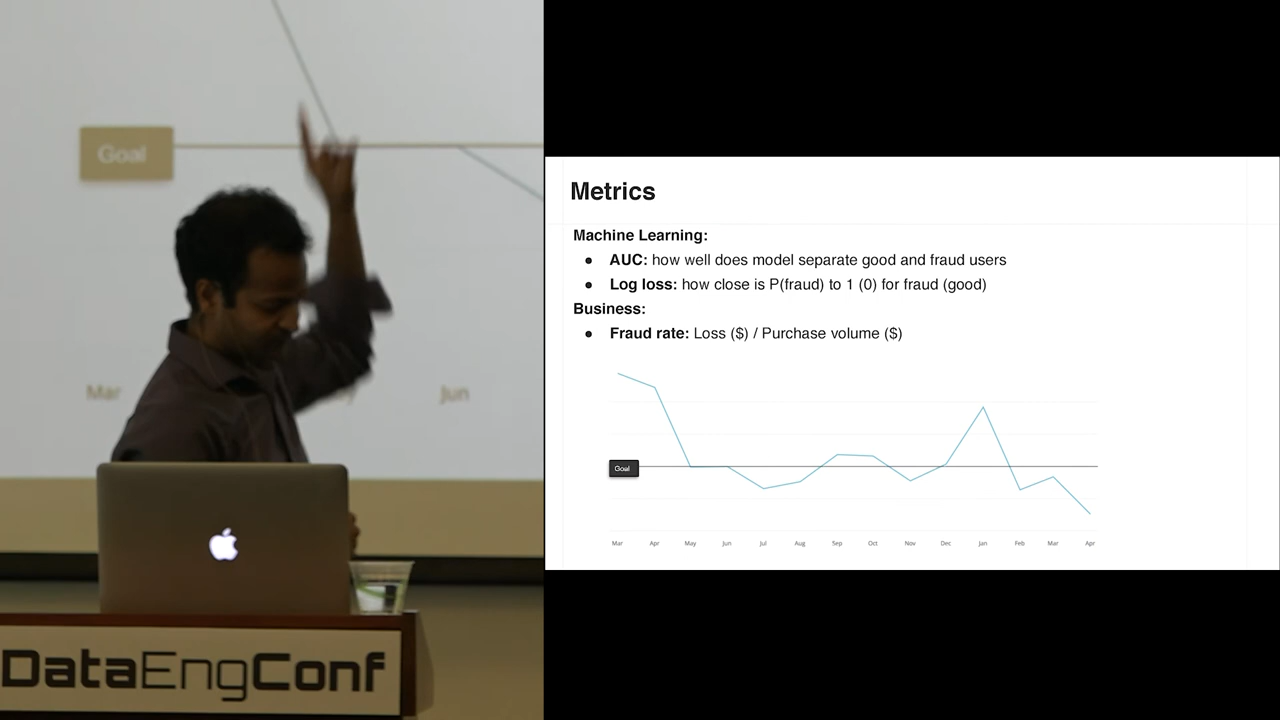 Goal
Mar
Jun
DataEngConf
Metrics
Machine Learning:
● AUC: how well does model separate good and fraud users
● Log loss: how close is P(fraud) to 1 (0) for fraud (good)
Business:
● Fraud rate: Loss ($) / Purchase volume ($)
Goal
Mar Apr May Jun Jul Aug Sep Oct Nov Dec Jan Feb Mar Apr